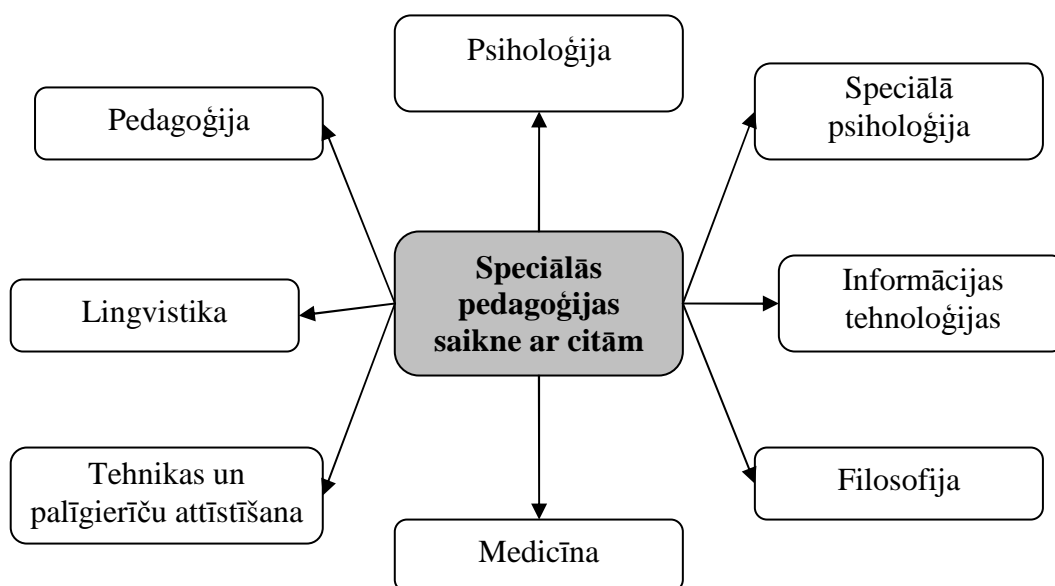 Psiholoģija
Pedagoģija
Speciālā
psiholoģija
Speciālās
pedagoģijas
saikne ar citām
Lingvistika
Informācijas
tehnoloģijas
Tehnikas un
palīgierīču attīstīšana
Filosofija
Medicīna